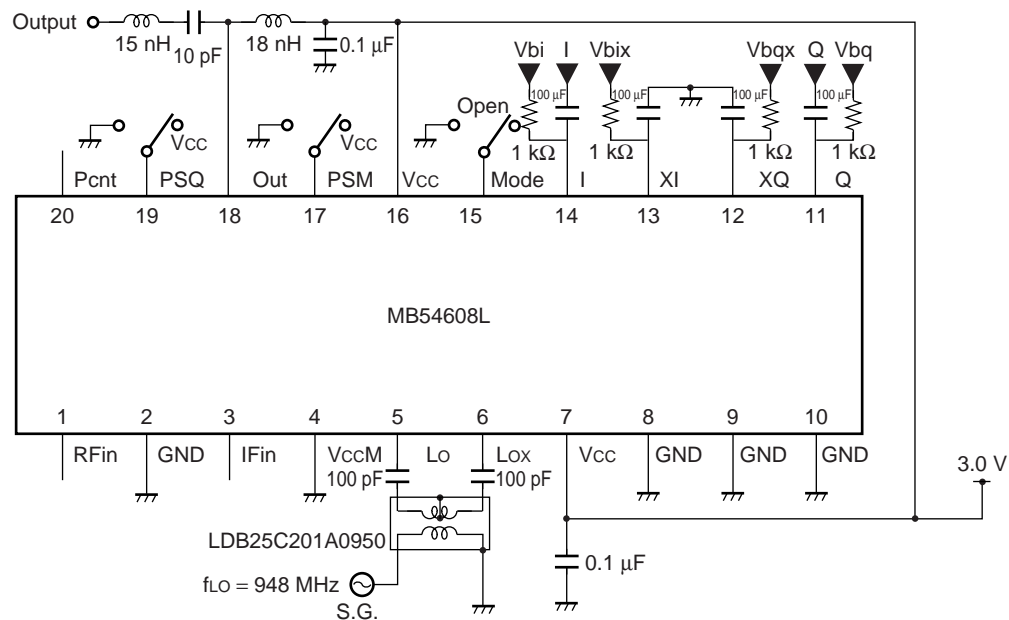 Output
15 nH
10 pF
18 nH
0.1 µF
Vbi I Vbix Vbqx Q Vbq
100 µF 100 µF 100 µF 100 µF
Open
VCC VCC
1 kΩ 1 kΩ 1 kΩ 1 kΩ
Pcnt PSQ Out PSM VCC Mode I XI XQ Q
20 19 18 17 16 15 14 13 12 11
MB54608L
1 2 3 4 5 6 7 8 9 10
RFin GND IFin VCCM LO LOX VCC GND GND GND
100 pF 100 pF
3.0 V
LDB25C201A0950
0.1 µF
fLO = 948 MHz
S.G.